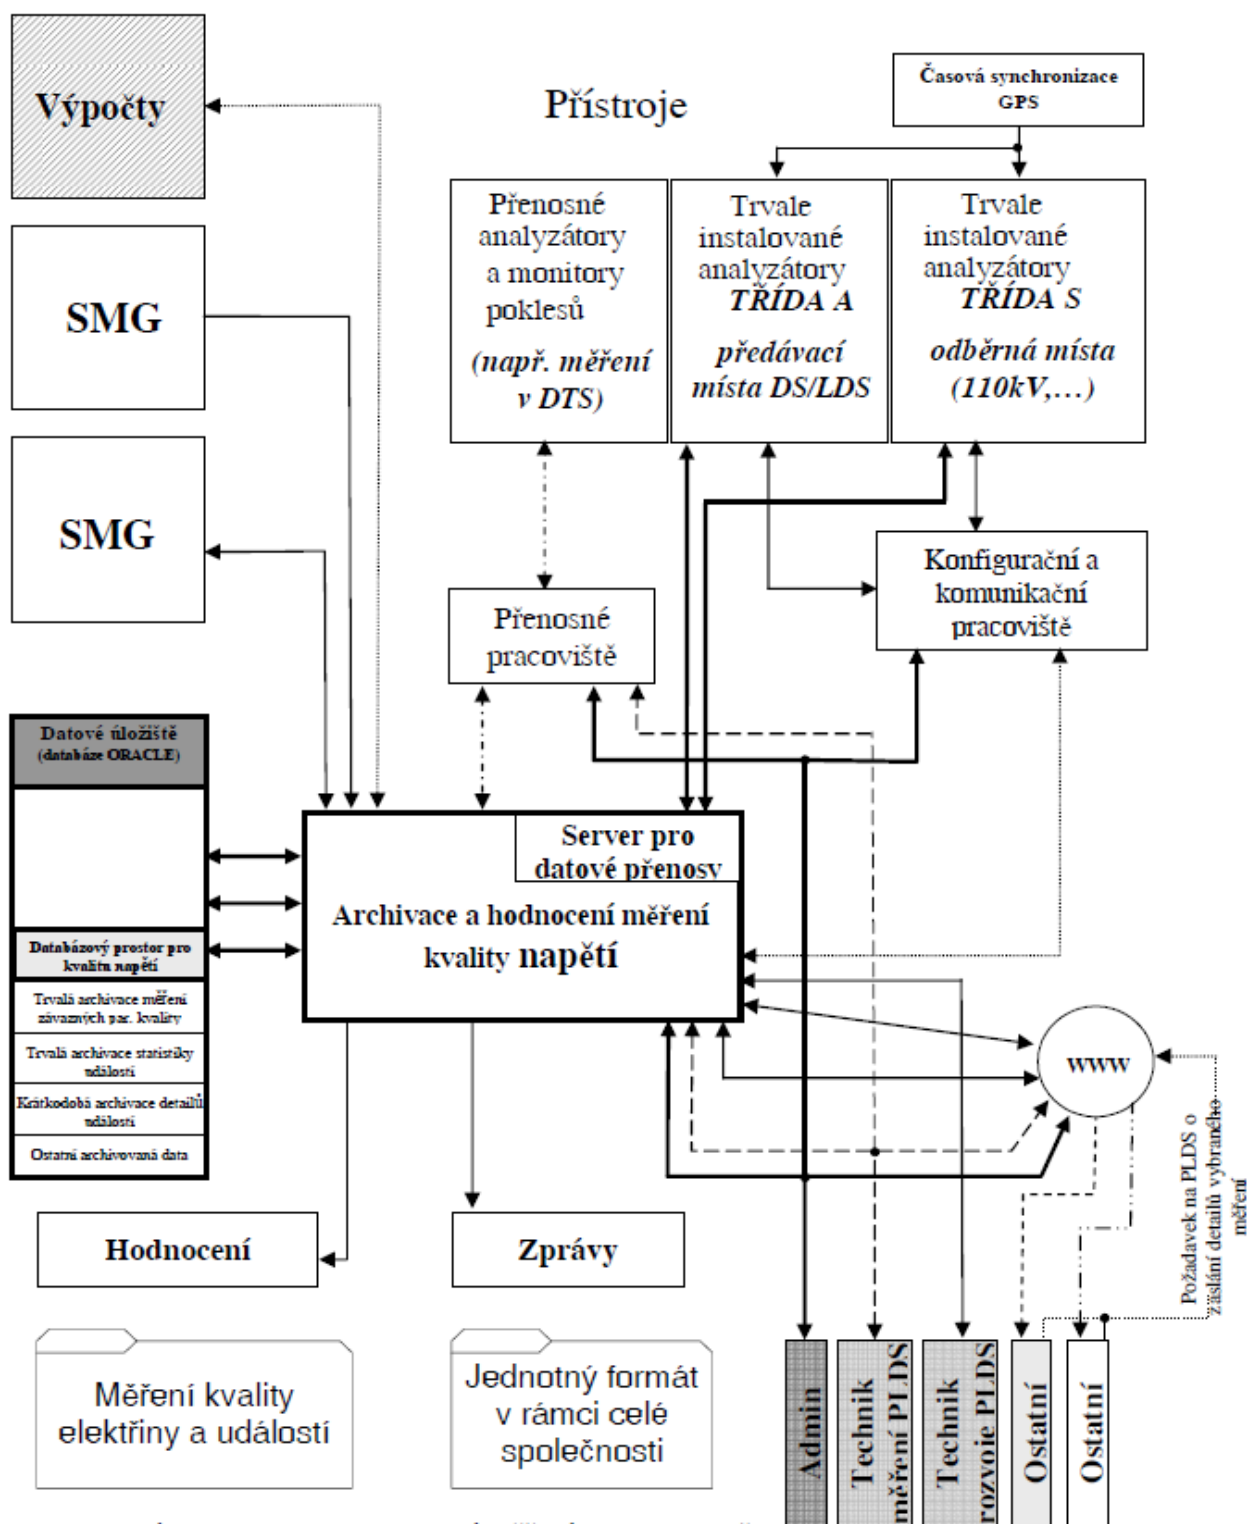 Výpočty
Přístroje
Časová synchronizace
GPS
SMG
SMG
Přenosné
analyzátory
a monitory
poklesů
(např. měření
v DTS)
Trvale
instalované
analyzátory
TŘÍDA A
předávací
místa DS/LDS
Trvale
instalované
analyzátory
TŘÍDA S
odběrná místa
(110kV,…)
Konfigurační a
komunikační
pracoviště
Přenosné
pracoviště
Datové úložiště
(databáze ORACLE)
Databázový prostor pro
kvalitu napětí
Trvalá archivace měření
závazných par. kvality
Trvalá archivace statistiky
událostí
Krátkodobá archivace detailů
událostí
Ostatní archivovaná data
Server pro
datové přenosy
Archivace a hodnocení měření
kvality napětí
www
Požadavek na PLDS o
zaslání detailů vybraného
měření
Hodnocení
Zprávy
Měření kvality
elektřiny a událostí
Jednotný formát
v rámci celé
společnosti
Admin
Technik
měření PLDS
Technik
rozvoje PLDS
Ostatní
Ostatní